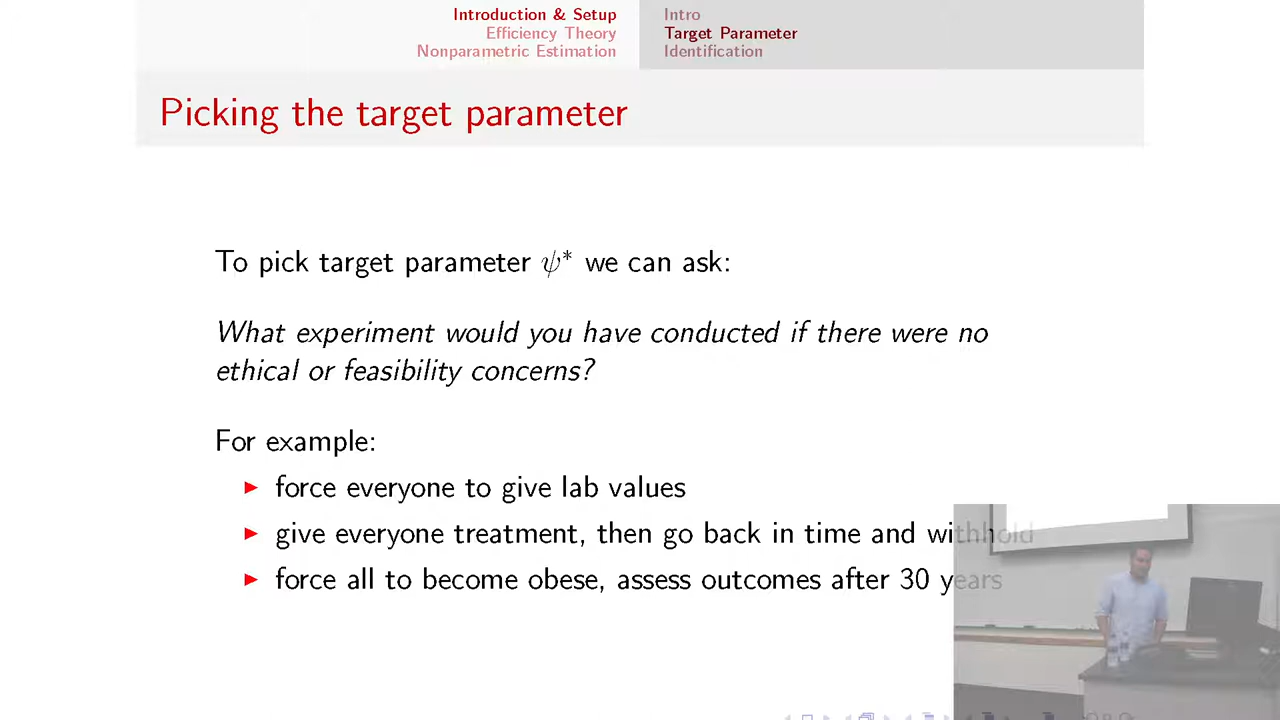 Introduction & Setup
Efficiency Theory
Nonparametric Estimation
Intro
Target Parameter
Identification
Picking the target parameter
To pick target parameter ψ* we can ask:
What experiment would you have conducted if there were no
ethical or feasibility concerns?
For example:
▶ force everyone to give lab values
▶ give everyone treatment, then go back in time and withhold
▶ force all to become obese, assess outcomes after 30 years